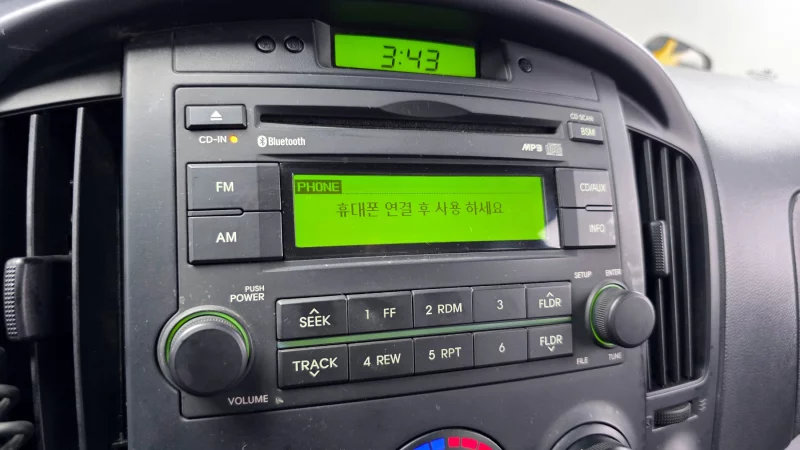 3:43
CD-IN
Bluetooth
MP3
CD-SCAN
BSM
FM
AM
PHONE
휴대폰 연결 후 사용 하세요
CD/AUX
INFO
PUSH
POWER
VOLUME
SEEK
1 FF
2 RDM
3
FLDR
TRACK
4 REW
5 RPT
6
FLDR
SETUP
ENTER
FILE
TUNE